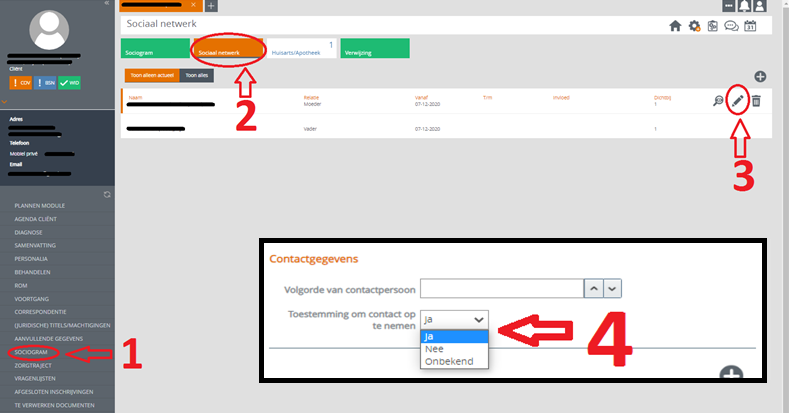 Cliënt
! COV
! BSN
✓ WID
Adres
Telefoon
Mobiel privé
Email
PLANNEN MODULE
AGENDA CLIËNT
DIAGNOSE
SAMENVATTING
PERSONALIA
BEHANDELEN
ROM
VOORTGANG
CORRESPONDENTIE
(JURIDISCHE) TITELS/MACHTIGINGEN
AANVULLENDE GEGEVENS
SOCIOGRAM
ZORGTRAJECT
VRAGENLIJSTEN
AFGESLOTEN INSCHRIJVINGEN
TE VERWERKEN DOCUMENTEN
1
Sociaal netwerk
31
Sociogram
Sociaal netwerk
Huisarts/Apotheek
1
Verwijzing
2
Toon alleen actueel
Toon alles
Naam Relatie Vanaf T/m Invloed Dichtbij
Moeder 07-12-2020 1
Vader 07-12-2020 1
3
Contactgegevens
Volgorde van contactpersoon
Toestemming om contact op
te nemen
Ja
Ja
Nee
Onbekend
4